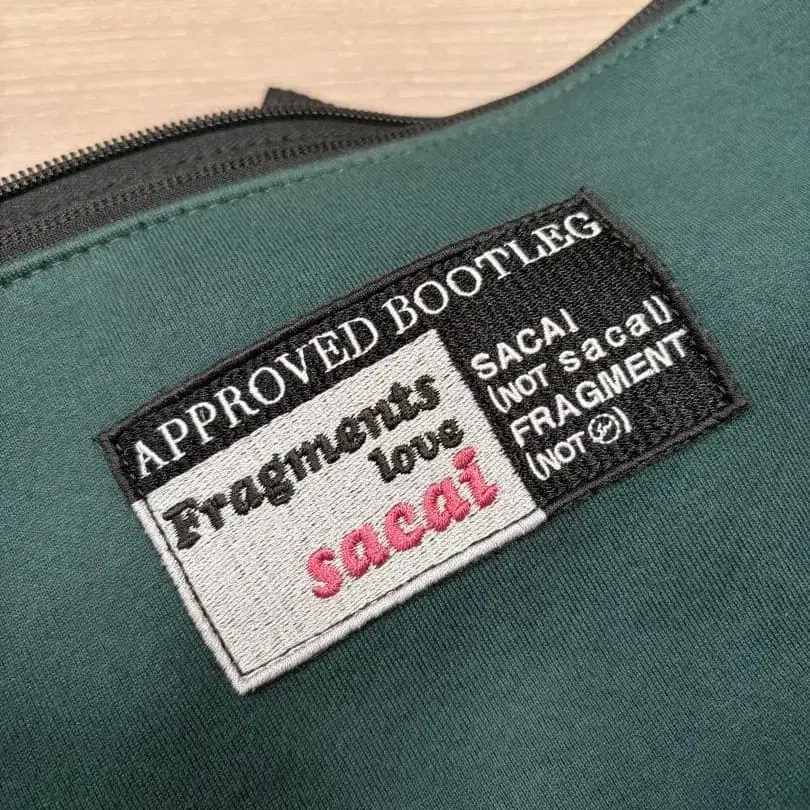 APPROVED BOOTLEG
Fragments
love
sacai
SACAI
(NOT sacai)
FRAGMENT
(NOT)